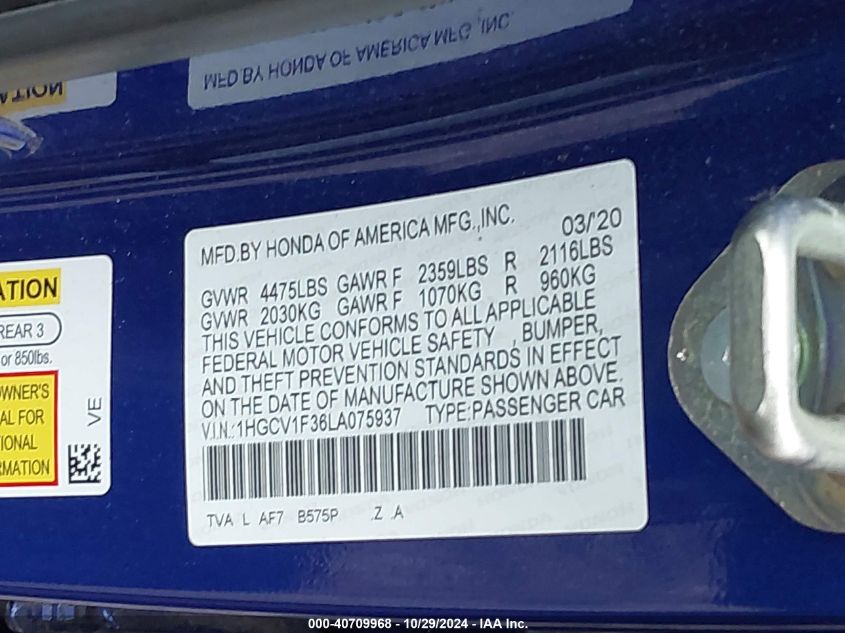 MFD.BY HONDA OF AMERICA MFG., INC.
ATION
MFD.BY HONDA OF AMERICA MFG.,INC. 03/'20
GVWR 4475LBS GAWR F 2359LBS R 2116LBS
GVWR 2030KG GAWR F 1070KG R 960KG
THIS VEHICLE CONFORMS TO ALL APPLICABLE
FEDERAL MOTOR VEHICLE SAFETY , BUMPER,
AND THEFT PREVENTION STANDARDS IN EFFECT
ON THE DATE OF MANUFACTURE SHOWN ABOVE.
V.I.N.:1HGCV1F36LA075937 TYPE:PASSENGER CAR
TVA L AF7 B575P .Z .A
ATION
REAR 3
or 850lbs.
OWNER'S
AL FOR
TIONAL
RMATION
VE
000-40709968 - 10/29/2024 - IAA Inc.